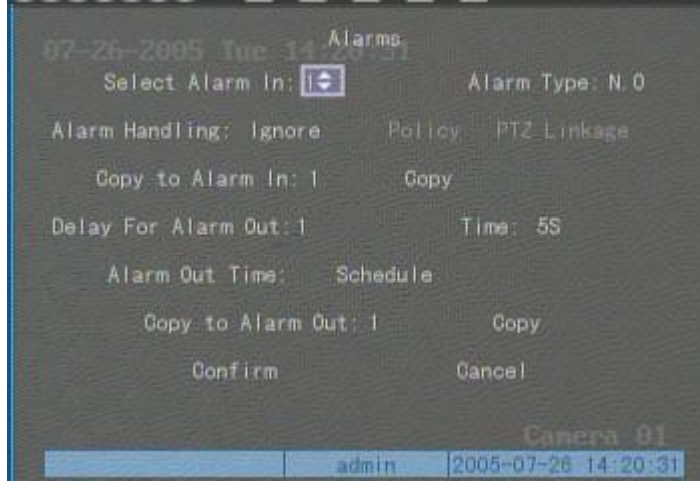 Alarms
07-26-2005 Tue 14:20:31
Select Alarm In: 1 Alarm Type: N.O
Alarm Handling: Ignore Policy PTZ Linkage
Copy to Alarm In: 1 Copy
Delay For Alarm Out: 1 Time: 5S
Alarm Out Time: Schedule
Copy to Alarm Out: 1 Copy
Confirm Cancel
Camera 01
admin 2005-07-26 14:20:31